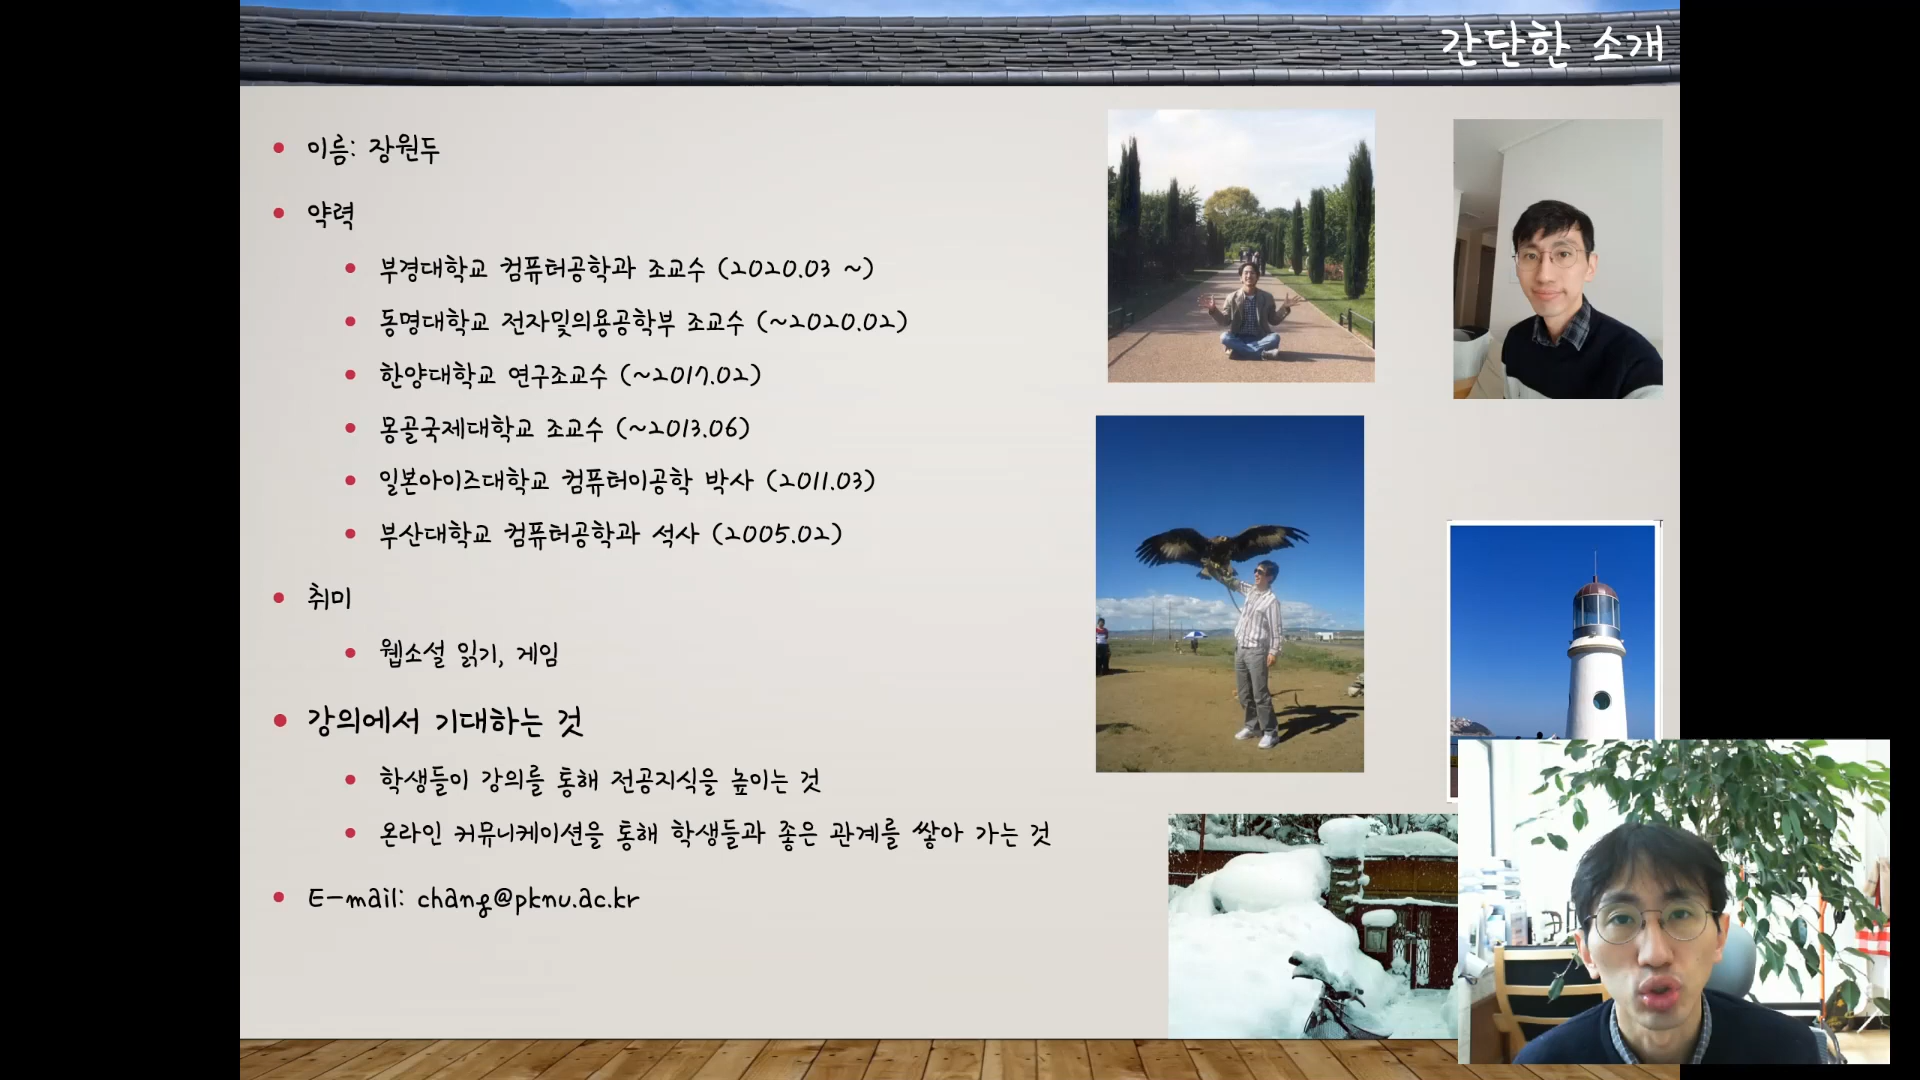 간단한 소개
이름: 장원두
약력
부경대학교 컴퓨터공학과 조교수 (2020.03 ~)
동명대학교 전자및의용공학부 조교수 (~2020.02)
한양대학교 연구조교수 (~2017.02)
몽골국제대학교 조교수 (~2013.06)
일본아이즈대학교 컴퓨터이공학 박사 (2011.03)
부산대학교 컴퓨터공학과 석사 (2005.02)
취미
웹소설 읽기, 게임
강의에서 기대하는 것
학생들이 강의를 통해 전공지식을 높이는 것
온라인 커뮤니케이션을 통해 학생들과 좋은 관계를 쌓아 가는 것
E-mail: chang@pknu.ac.kr